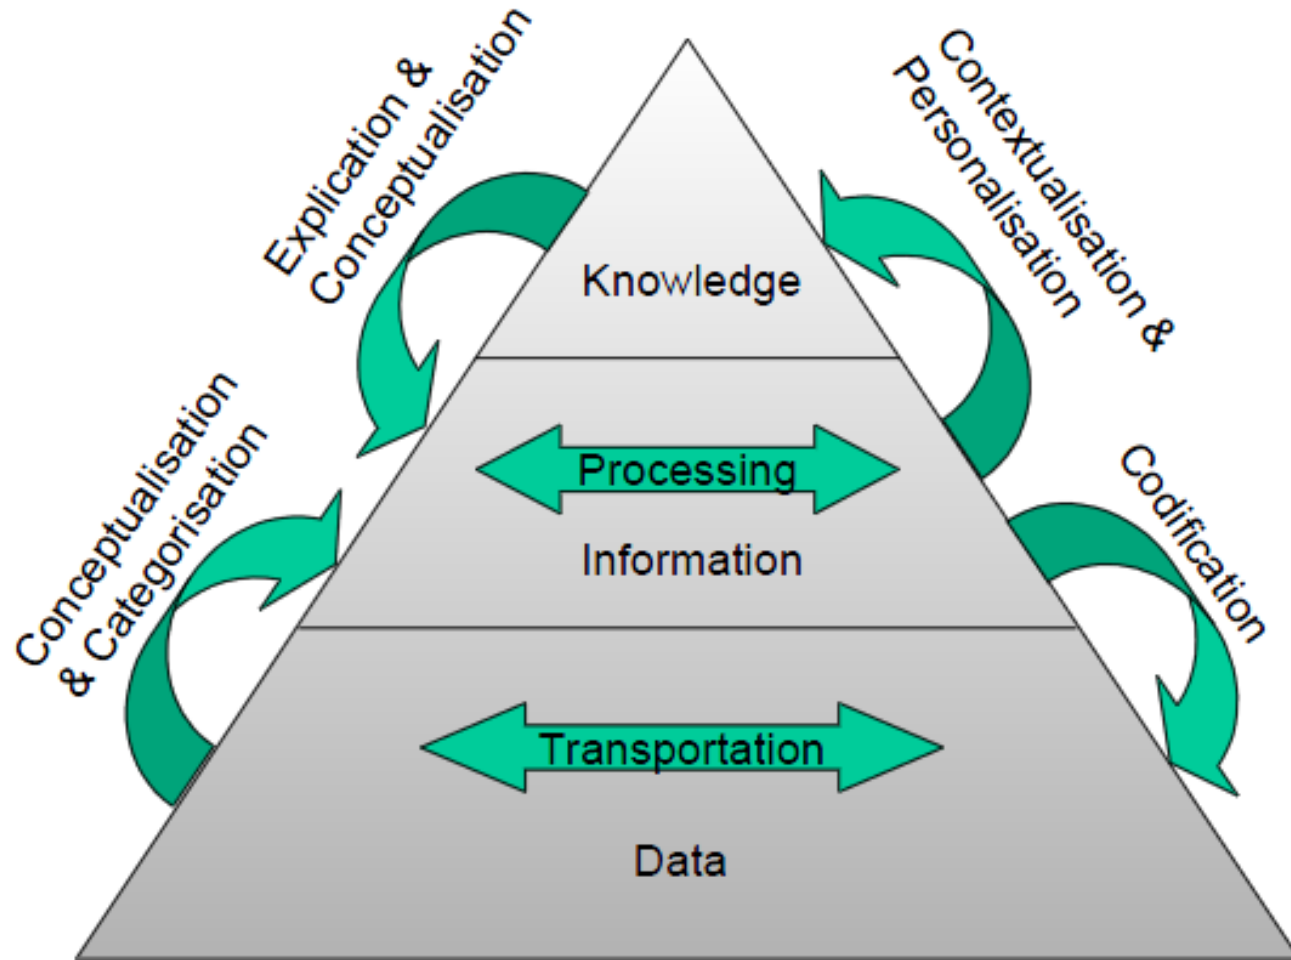 Explication &
Conceptualisation
Contextualisation &
Personalisation
Knowledge
Conceptualisation
& Categorisation
Processing
Information
Codification
Transportation
Data